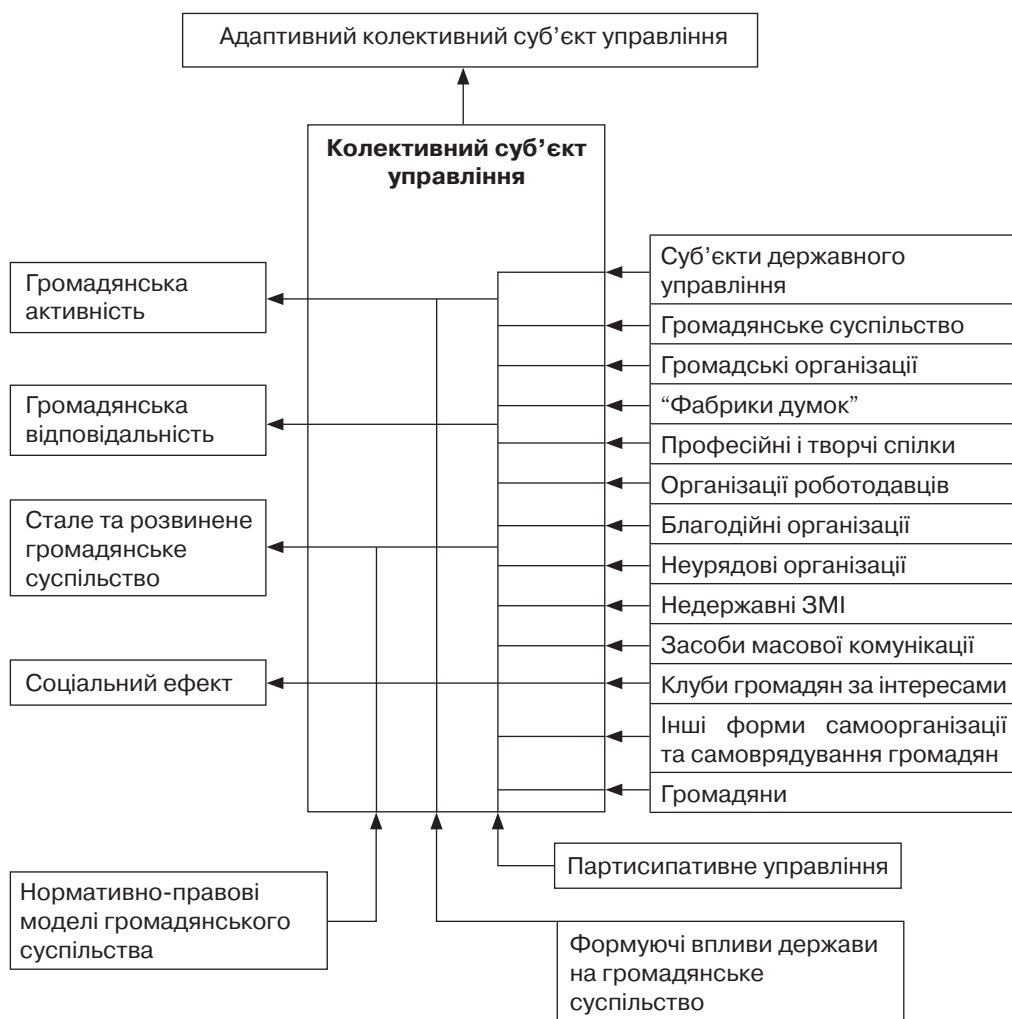 Адаптивний колективний суб’єкт управління
Колективний суб’єкт
управління
Громадянська
активність
Громадянська
відповідальність
Стале та розвинене
громадянське
суспільство
Соціальний ефект
Суб’єкти державного
управління
Громадянське суспільство
Громадські організації
“Фабрики думок”
Професійні і творчі спілки
Організації роботодавців
Благодійні організації
Неурядові організації
Недержавні ЗМІ
Засоби масової комунікації
Клуби громадян за інтересами
Інші форми самоорганізації
та самоврядування громадян
Громадяни
Партисипативне управління
Нормативно-правові
моделі громадянського
суспільства
Формуючі впливи держави
на громадянське
суспільство